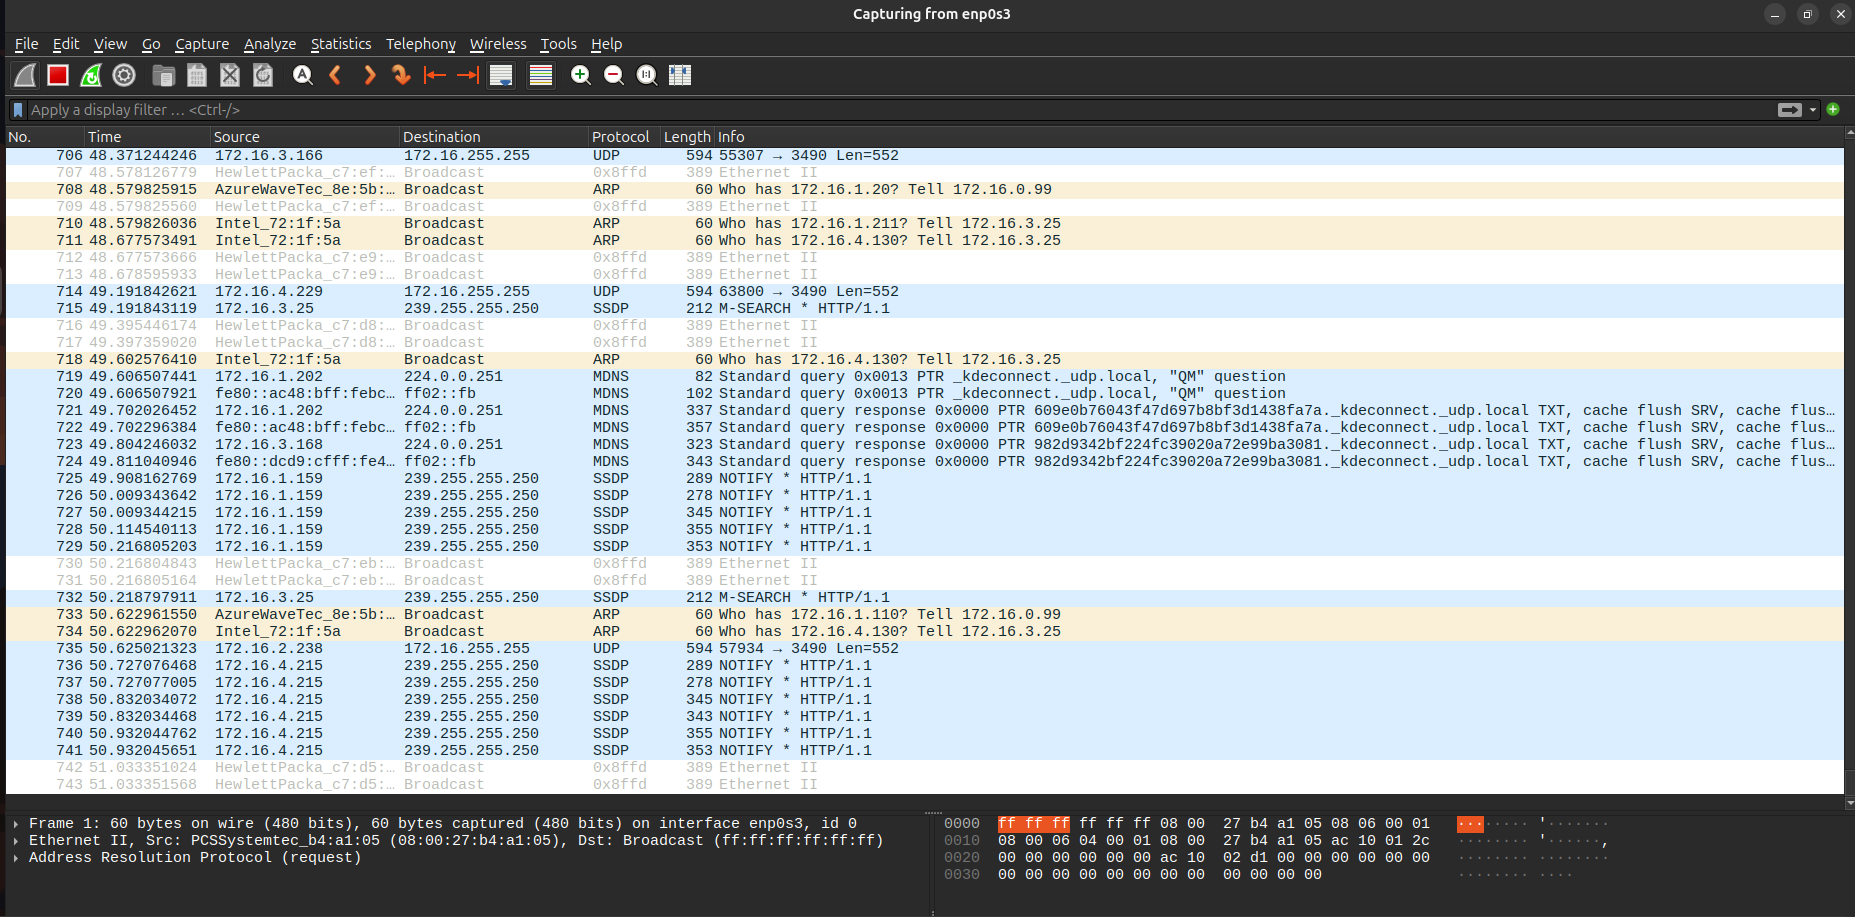 Capturing from enp0s3
File Edit View Go Capture Analyze Statistics Telephony Wireless Tools Help
Apply a display filter … <Ctrl-/>
No. Time Source Destination Protocol Length Info
706 48.371244246 172.16.3.166 172.16.255.255 UDP 594 55307 → 3490 Len=552
707 48.578126779 HewlettPacka_c7:ef:… Broadcast 0x8ffd 389 Ethernet II
708 48.579825915 AzureWaveTec_8e:5b:… Broadcast ARP 60 Who has 172.16.1.20? Tell 172.16.0.99
709 48.579825560 HewlettPacka_c7:ef:… Broadcast 0x8ffd 389 Ethernet II
710 48.579826036 Intel_72:1f:5a Broadcast ARP 60 Who has 172.16.1.211? Tell 172.16.3.25
711 48.677573491 Intel_72:1f:5a Broadcast ARP 60 Who has 172.16.4.130? Tell 172.16.3.25
712 48.677573666 HewlettPacka_c7:e9:… Broadcast 0x8ffd 389 Ethernet II
713 48.678595933 HewlettPacka_c7:e9:… Broadcast 0x8ffd 389 Ethernet II
714 49.191842621 172.16.4.229 172.16.255.255 UDP 594 63800 → 3490 Len=552
715 49.191843119 172.16.3.25 239.255.255.250 SSDP 212 M-SEARCH * HTTP/1.1
716 49.395446174 HewlettPacka_c7:d8:… Broadcast 0x8ffd 389 Ethernet II
717 49.397359020 HewlettPacka_c7:d8:… Broadcast 0x8ffd 389 Ethernet II
718 49.602576410 Intel_72:1f:5a Broadcast ARP 60 Who has 172.16.4.130? Tell 172.16.3.25
719 49.606507441 172.16.1.202 224.0.0.251 MDNS 82 Standard query 0x0013 PTR _kdeconnect._udp.local, "QM" question
720 49.606507921 fe80::ac48:bff:febc… ff02::fb MDNS 102 Standard query 0x0013 PTR _kdeconnect._udp.local, "QM" question
721 49.702026452 172.16.1.202 224.0.0.251 MDNS 337 Standard query response 0x0000 PTR 609e0b76043f47d697b8bf3d1438fa7a._kdeconnect._udp.local TXT, cache flush SRV, cache flus…
722 49.702296384 fe80::ac48:bff:febc… ff02::fb MDNS 357 Standard query response 0x0000 PTR 609e0b76043f47d697b8bf3d1438fa7a._kdeconnect._udp.local TXT, cache flush SRV, cache flus…
723 49.804246032 172.16.3.168 224.0.0.251 MDNS 323 Standard query response 0x0000 PTR 982d9342bf224fc39020a72e99ba3081._kdeconnect._udp.local TXT, cache flush SRV, cache flus…
724 49.811040946 fe80::dcd9:cfff:fe4… ff02::fb MDNS 343 Standard query response 0x0000 PTR 982d9342bf224fc39020a72e99ba3081._kdeconnect._udp.local TXT, cache flush SRV, cache flus…
725 49.908162769 172.16.1.159 239.255.255.250 SSDP 289 NOTIFY * HTTP/1.1
726 50.009343642 172.16.1.159 239.255.255.250 SSDP 278 NOTIFY * HTTP/1.1
727 50.009344215 172.16.1.159 239.255.255.250 SSDP 345 NOTIFY * HTTP/1.1
728 50.114540113 172.16.1.159 239.255.255.250 SSDP 355 NOTIFY * HTTP/1.1
729 50.216805203 172.16.1.159 239.255.255.250 SSDP 353 NOTIFY * HTTP/1.1
730 50.216804843 HewlettPacka_c7:eb:… Broadcast 0x8ffd 389 Ethernet II
731 50.216805164 HewlettPacka_c7:eb:… Broadcast 0x8ffd 389 Ethernet II
732 50.218797911 172.16.3.25 239.255.255.250 SSDP 212 M-SEARCH * HTTP/1.1
733 50.622961550 AzureWaveTec_8e:5b:… Broadcast ARP 60 Who has 172.16.1.110? Tell 172.16.0.99
734 50.622962070 Intel_72:1f:5a Broadcast ARP 60 Who has 172.16.4.130? Tell 172.16.3.25
735 50.625021323 172.16.2.238 172.16.255.255 UDP 594 57934 → 3490 Len=552
736 50.727076468 172.16.4.215 239.255.255.250 SSDP 289 NOTIFY * HTTP/1.1
737 50.727077005 172.16.4.215 239.255.255.250 SSDP 278 NOTIFY * HTTP/1.1
738 50.832034072 172.16.4.215 239.255.255.250 SSDP 345 NOTIFY * HTTP/1.1
739 50.832034468 172.16.4.215 239.255.255.250 SSDP 343 NOTIFY * HTTP/1.1
740 50.932044762 172.16.4.215 239.255.255.250 SSDP 355 NOTIFY * HTTP/1.1
741 50.932045651 172.16.4.215 239.255.255.250 SSDP 353 NOTIFY * HTTP/1.1
742 51.033351024 HewlettPacka_c7:d5:… Broadcast 0x8ffd 389 Ethernet II
743 51.033351568 HewlettPacka_c7:d5:… Broadcast 0x8ffd 389 Ethernet II
Frame 1: 60 bytes on wire (480 bits), 60 bytes captured (480 bits) on interface enp0s3, id 0
Ethernet II, Src: PCSSystemtec_b4:a1:05 (08:00:27:b4:a1:05), Dst: Broadcast (ff:ff:ff:ff:ff:ff)
Address Resolution Protocol (request)
0000 ff ff ff ff ff ff 08 00 27 b4 a1 05 08 06 00 01 ········ '·······
0010 08 00 06 04 00 01 08 00 27 b4 a1 05 ac 10 01 2c ········ '······,
0020 00 00 00 00 00 00 ac 10 02 d1 00 00 00 00 00 00 ········ ········
0030 00 00 00 00 00 00 00 00 00 00 00 00 ········ ····